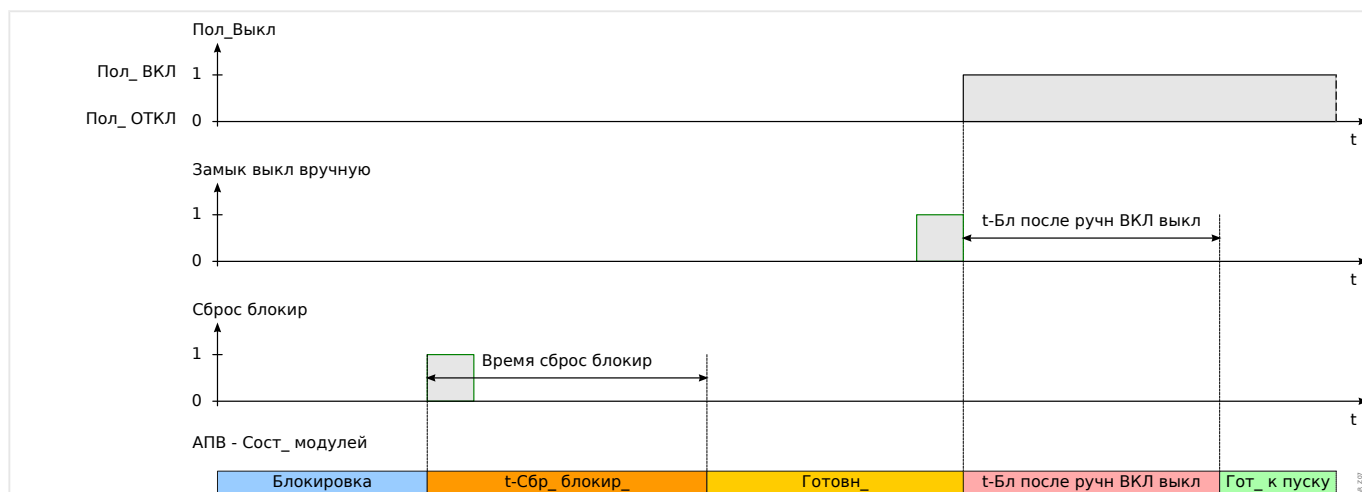 Пол_Выкл
Пол_ ВКЛ 1
Пол_ ОТКЛ 0
t
Замык выкл вручную
1
t-Бл после ручн ВКЛ выкл
0
t
Сброс блокир
1
Время сброс блокир
0
t
АПВ - Сост_ модулей
Блокировка t-Сбр_ блокир_ Готовн_ t-Бл после ручн ВКЛ выкл Гот_ к пуску